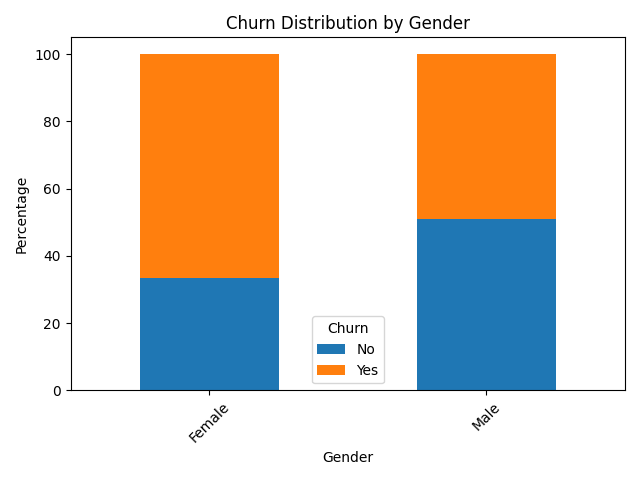 Churn Distribution by Gender
100
80
60
40
20
0
Percentage
Churn
No
Yes
Female
Male
Gender